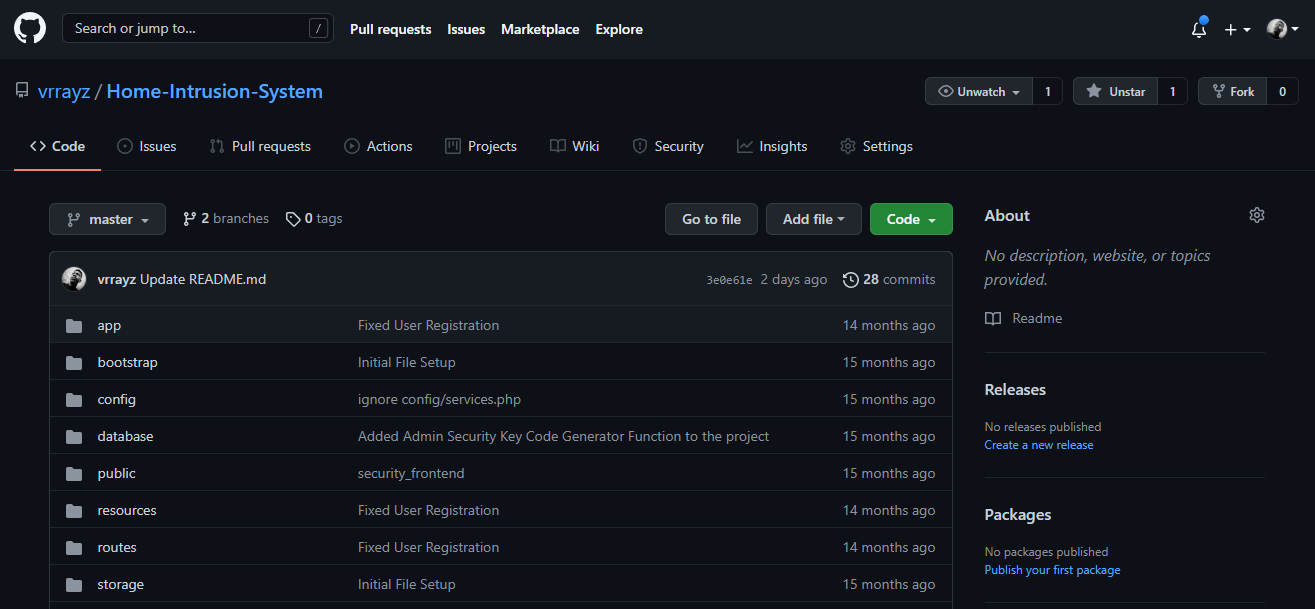 Search or jump to... /
Pull requests Issues Marketplace Explore
vrrayz / Home-Intrusion-System
Unwatch 1 Unstar 1 Fork 0
Code Issues Pull requests Actions Projects Wiki Security Insights Settings
master 2 branches 0 tags Go to file Add file Code
vrrayz Update README.md 3e0e61e 2 days ago 28 commits
app Fixed User Registration 14 months ago
bootstrap Initial File Setup 15 months ago
config ignore config/services.php 15 months ago
database Added Admin Security Key Code Generator Function to the project 15 months ago
public security_frontend 15 months ago
resources Fixed User Registration 14 months ago
routes Fixed User Registration 14 months ago
storage Initial File Setup 15 months ago
About
No description, website, or topics
provided.
Readme
Releases
No releases published
Create a new release
Packages
No packages published
Publish your first package